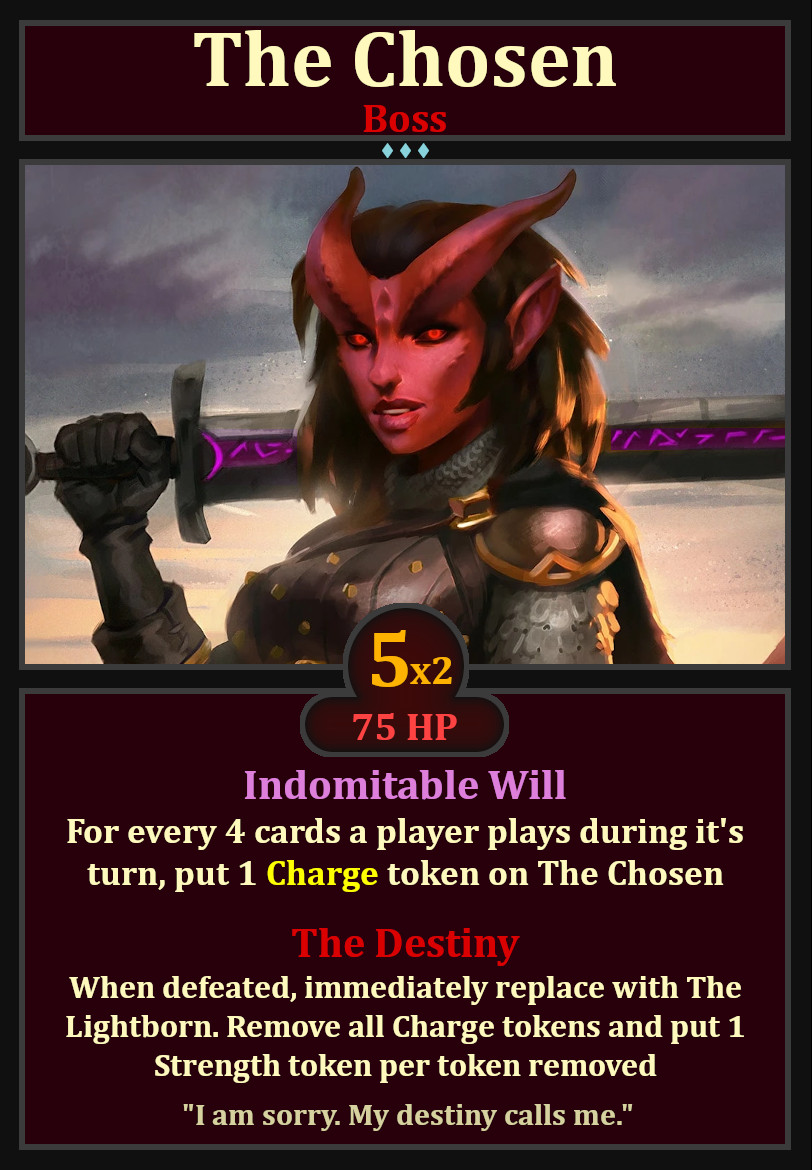 The Chosen
Boss
5x2
75 HP
Indomitable Will
For every 4 cards a player plays during it's
turn, put 1 Charge token on The Chosen
The Destiny
When defeated, immediately replace with The
Lightborn. Remove all Charge tokens and put 1
Strength token per token removed
"I am sorry. My destiny calls me."